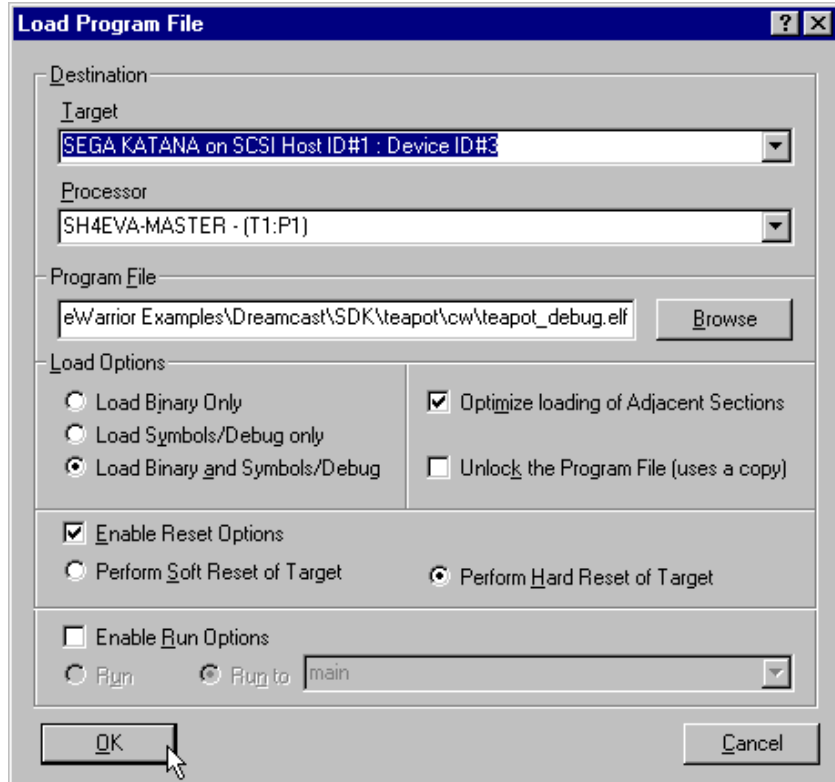 Load Program File
Destination
Target
SEGA KATANA on SCSI Host ID#1 : Device ID#3
Processor
SH4EVA-MASTER - (T1:P1)
Program File
eWarrior Examples\Dreamcast\SDK\teapot\cw\teapot_debug.elf
Browse
Load Options
Load Binary Only
Load Symbols/Debug only
Load Binary and Symbols/Debug
Optimize loading of Adjacent Sections
Unlock the Program File (uses a copy)
Enable Reset Options
Perform Soft Reset of Target
Perform Hard Reset of Target
Enable Run Options
Run
Run to
main
OK
Cancel